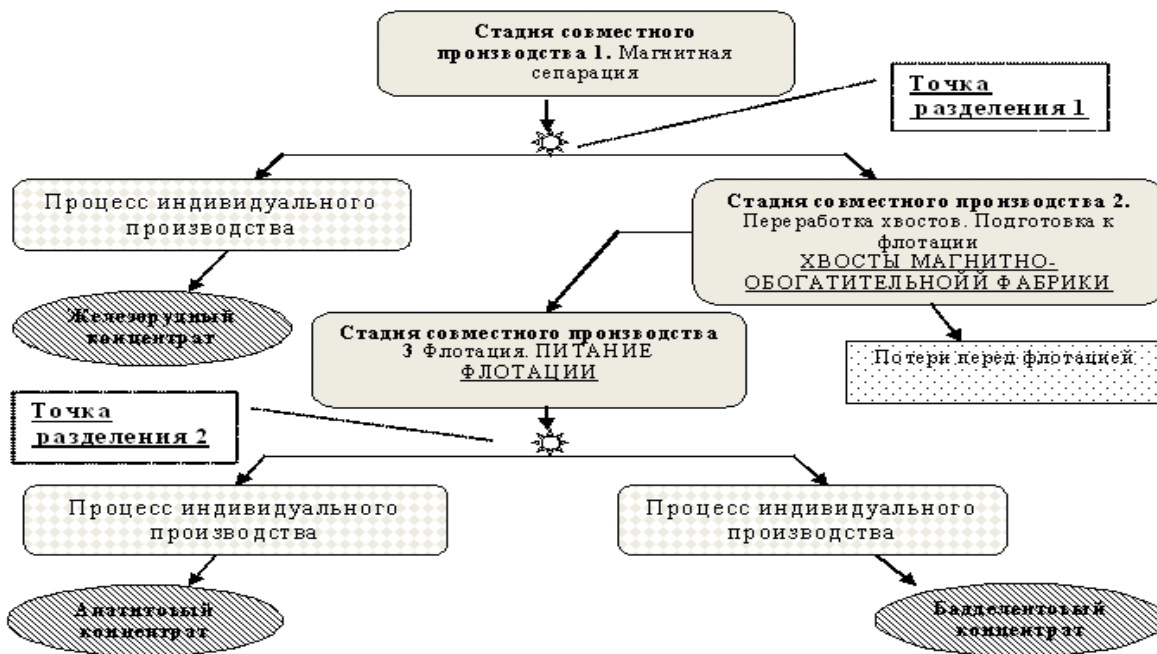 Стадия совместного
производства 1. Магнитная
сепарация
Точка
разделения 1
Процесс индивидуального
производства
Стадия совместного производства 2.
Переработка хвостов. Подготовка к
флотации
ХВОСТЫ МАГНИТНО-
ОБОГАТИТЕЛЬНОЙЙ ФАБРИКИ
Железорудный
концентрат
Стадия совместного производства
3 Флотация. ПИТАНИЕ
ФЛОТАЦИИ
Потери перед флотацией
Точка
разделения 2
Процесс индивидуального
производства
Процесс индивидуального
производства
Апатитовый
концентрат
Бадделеитовый
концентрат